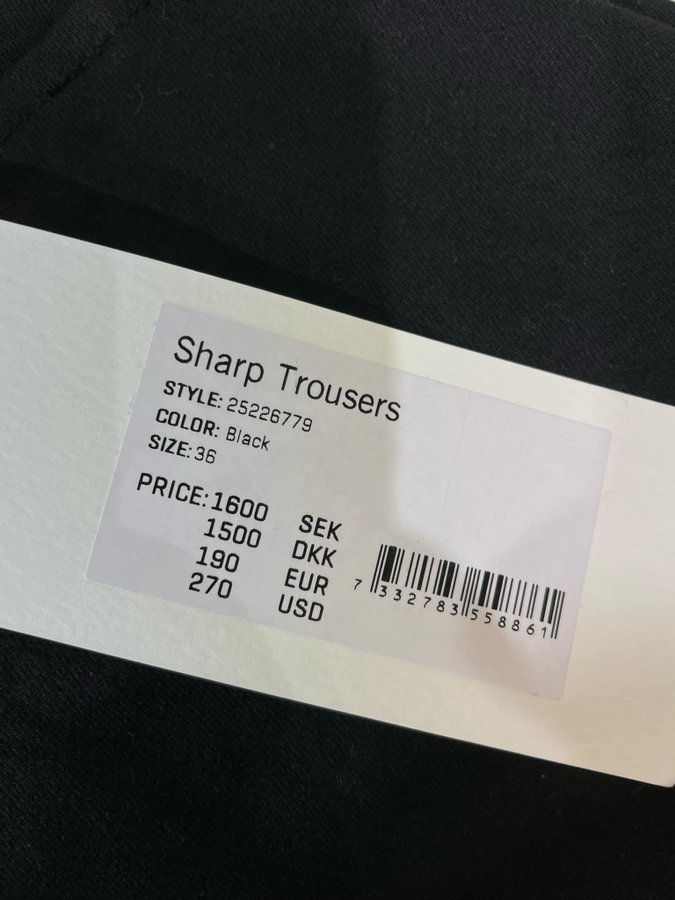 Sharp Trousers
STYLE: 25226779
COLOR: Black
SIZE: 36
PRICE: 1600 SEK
1500 DKK
190 EUR
270 USD
7 332783 558861